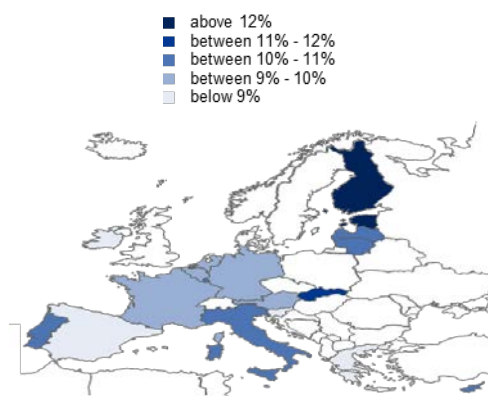 above 12%
between 11% - 12%
between 10% - 11%
between 9% - 10%
below 9%